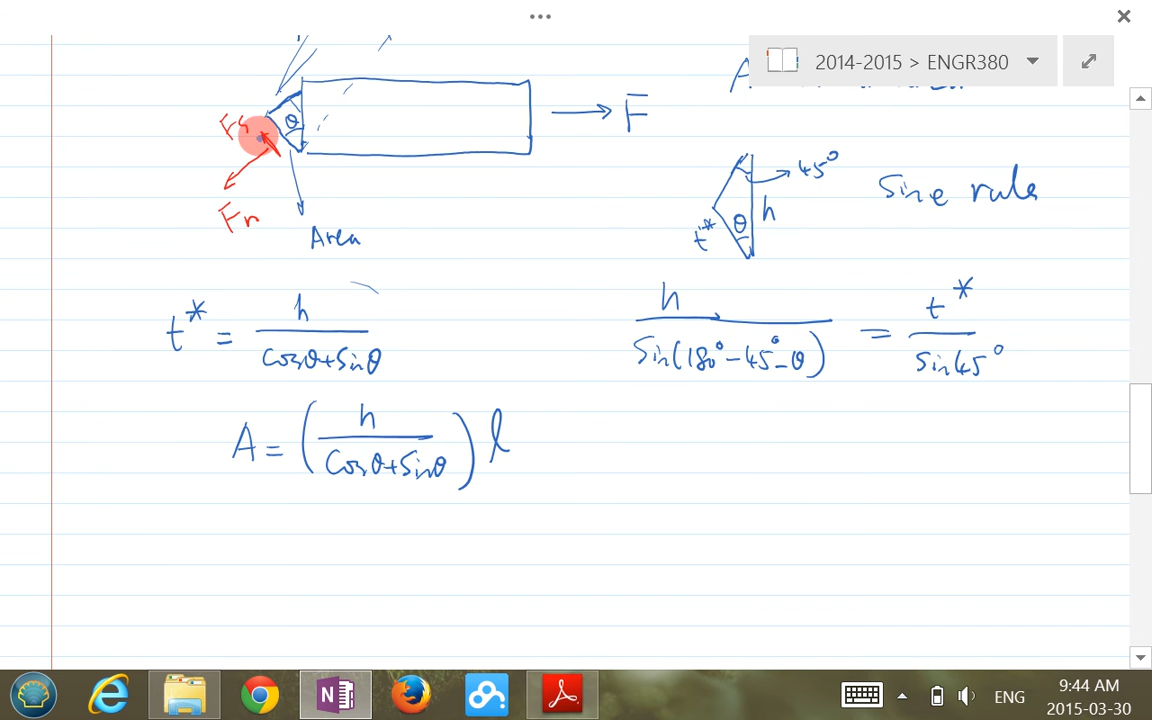 2014-2015 > ENGR380
A
Fs
θ
F
45°
Sine rule
h
Fn
θ
t*
Area
t* = h / (cosθ+sinθ)
h / sin(180°-45°-θ) = t* / sin45°
A = (h / (cosθ+sinθ)) l
ENG
9:44 AM
2015-03-30